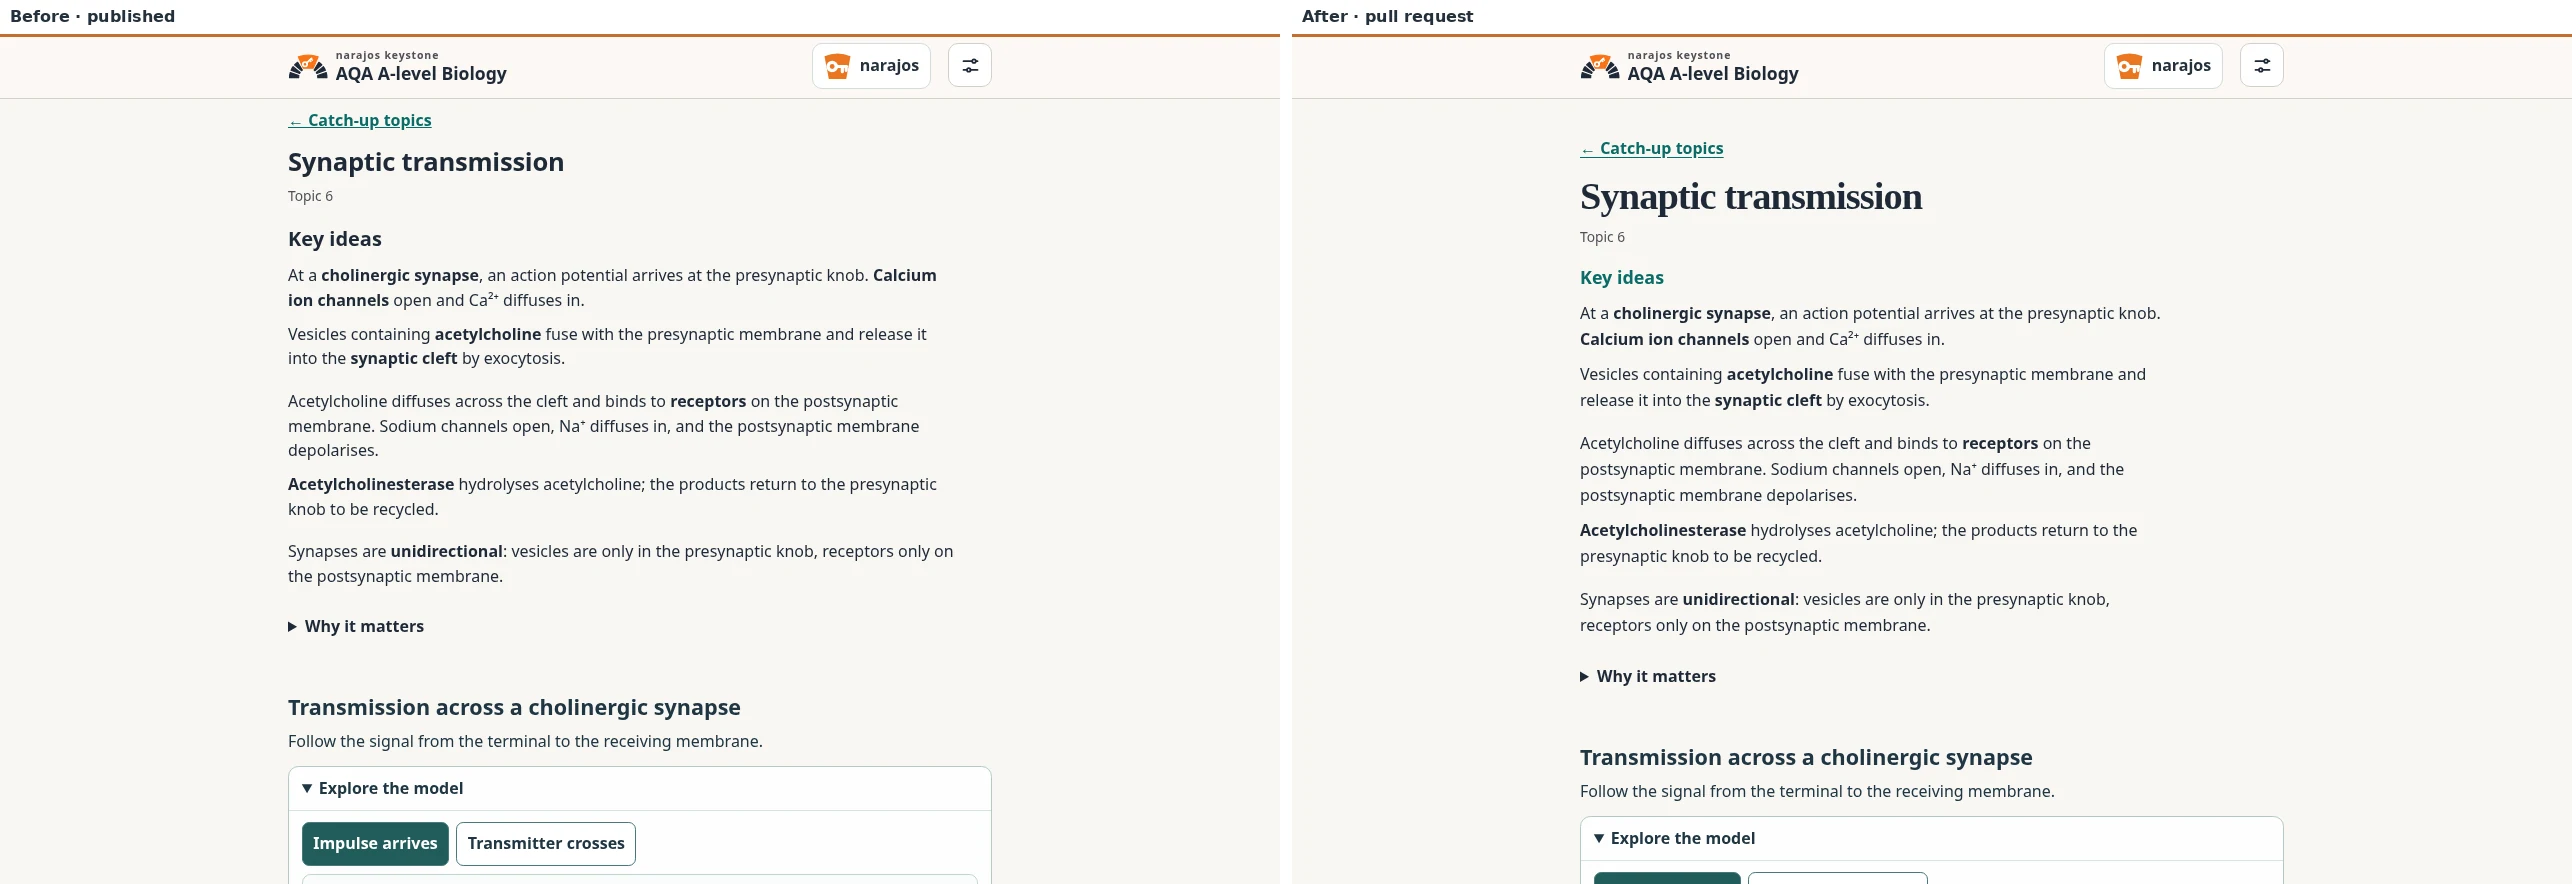 Before · published
narajos keystone
AQA A-level Biology
narajos
← Catch-up topics
Synaptic transmission
Topic 6
Key ideas
At a cholinergic synapse, an action potential arrives at the presynaptic knob. Calcium
ion channels open and Ca²⁺ diffuses in.
Vesicles containing acetylcholine fuse with the presynaptic membrane and release it
into the synaptic cleft by exocytosis.
Acetylcholine diffuses across the cleft and binds to receptors on the postsynaptic
membrane. Sodium channels open, Na⁺ diffuses in, and the postsynaptic membrane
depolarises.
Acetylcholinesterase hydrolyses acetylcholine; the products return to the presynaptic
knob to be recycled.
Synapses are unidirectional: vesicles are only in the presynaptic knob, receptors only on
the postsynaptic membrane.
▶ Why it matters
Transmission across a cholinergic synapse
Follow the signal from the terminal to the receiving membrane.
▼ Explore the model
Impulse arrives
Transmitter crosses
After · pull request
narajos keystone
AQA A-level Biology
narajos
← Catch-up topics
Synaptic transmission
Topic 6
Key ideas
At a cholinergic synapse, an action potential arrives at the presynaptic knob.
Calcium ion channels open and Ca²⁺ diffuses in.
Vesicles containing acetylcholine fuse with the presynaptic membrane and
release it into the synaptic cleft by exocytosis.
Acetylcholine diffuses across the cleft and binds to receptors on the
postsynaptic membrane. Sodium channels open, Na⁺ diffuses in, and the
postsynaptic membrane depolarises.
Acetylcholinesterase hydrolyses acetylcholine; the products return to the
presynaptic knob to be recycled.
Synapses are unidirectional: vesicles are only in the presynaptic knob,
receptors only on the postsynaptic membrane.
▶ Why it matters
Transmission across a cholinergic synapse
Follow the signal from the terminal to the receiving membrane.
▼ Explore the model